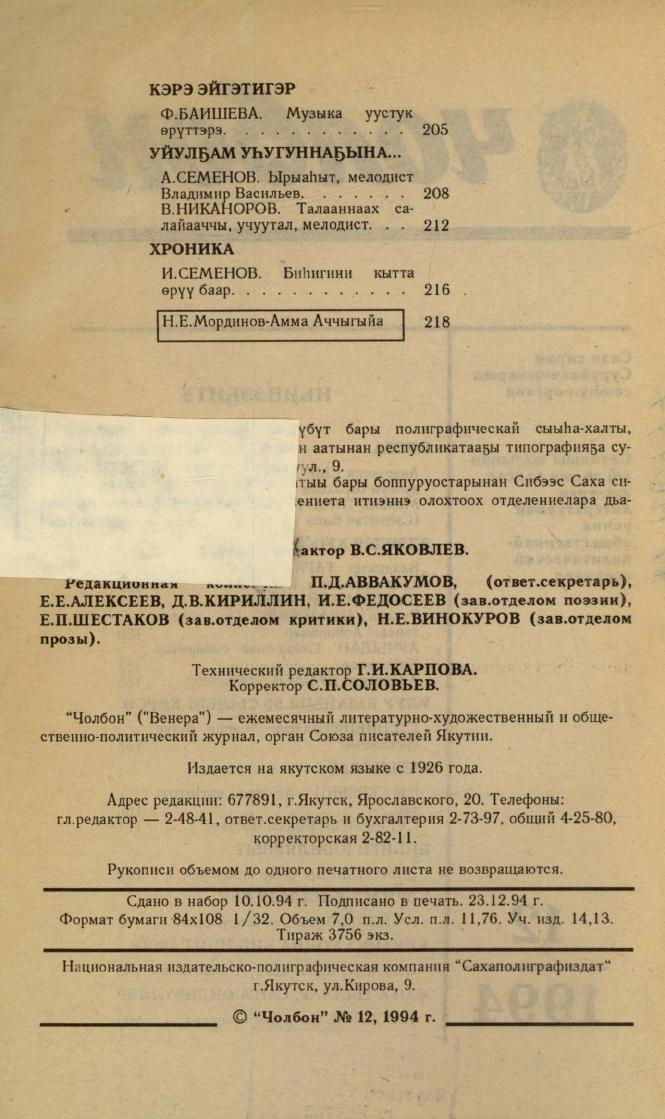 КЭРЭ ЭЙГЭТИГЭР
Ф.БАИШЕВА. Музыка уустук
өрүттэрэ. . . . . . . . . . . . 205
УЙУЛҔАМ УҺУГУННАҔЫНА...
А.СЕМЕНОВ. Ырыаһыт, мелодист
Владимир Васильев. . . . . . . 208
В.НИКАНОРОВ. Талааннаах са-
лайааччы, учуутал, мелодист. . . 212
ХРОНИКА
И.СЕМЕНОВ. Биһигини кытта
өрүү баар. . . . . . . . . . . . 216
Н.Е.Мординов-Амма Аччыгыйа 218
үбүт бары полиграфическай сыыһа-халты,
н аатынан республикатааҕы типографияҕа су-
ул., 9.
тыы бары боппуруостарынан Сибээс Саха си-
ениета итиэннэ олохтоох отделениелара дьа-
актор В.С.ЯКОВЛЕВ.
Редакционная П.Д.АВВАКУМОВ, (ответ.секретарь),
Е.Е.АЛЕКСЕЕВ, Д.В.КИРИЛЛИН, И.Е.ФЕДОСЕЕВ (зав.отделом поэзии),
Е.П.ШЕСТАКОВ (зав.отделом критики), Н.Е.ВИНОКУРОВ (зав.отделом
прозы).
Технический редактор Г.И.КАРПОВА.
Корректор С.П.СОЛОВЬЕВ.
"Чолбон" ("Венера") — ежемесячный литературно-художественный и обще-
ственно-политический журнал, орган Союза писателей Якутии.
Издается на якутском языке с 1926 года.
Адрес редакции: 677891, г.Якутск, Ярославского, 20. Телефоны:
гл.редактор — 2-48-41, ответ.секретарь и бухгалтерия 2-73-97, общий 4-25-80,
корректорская 2-82-11.
Рукописи объемом до одного печатного листа не возвращаются.
Сдано в набор 10.10.94 г. Подписано в печать. 23.12.94 г.
Формат бумаги 84х108 1/32. Объем 7,0 п.л. Усл. п.л. 11,76. Уч. изд. 14,13.
Тираж 3756 экз.
Национальная издательско-полиграфическая компания "Сахаполиграфиздат"
г.Якутск, ул.Кирова, 9.
© "Чолбон" № 12, 1994 г.